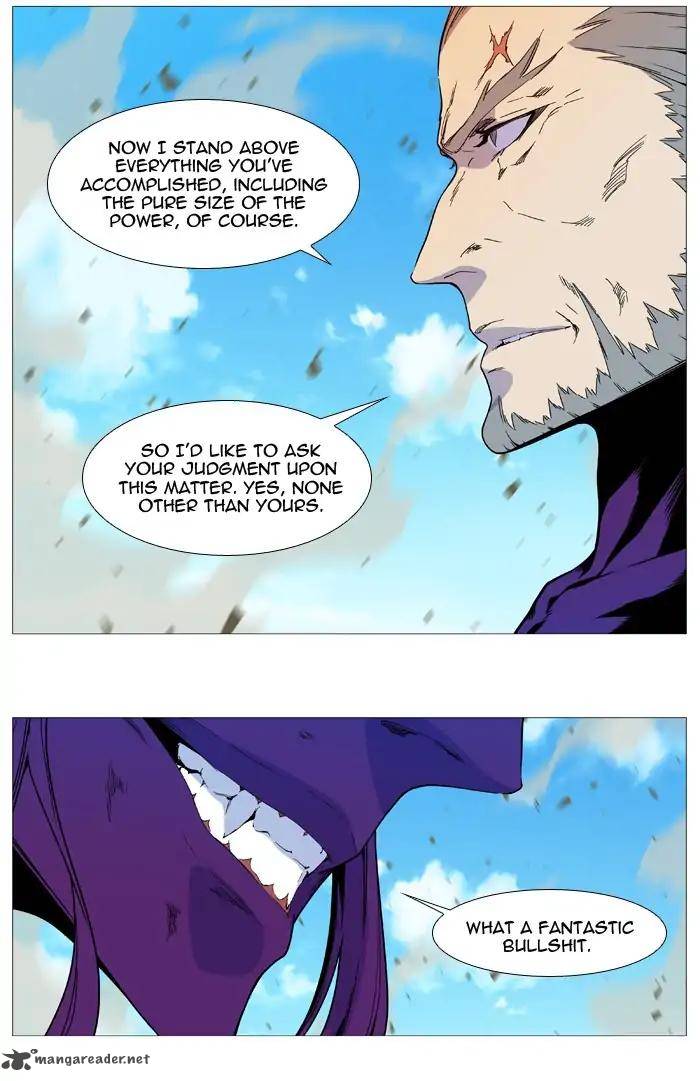 NOW I STAND ABOVE
EVERYTHING YOU'VE
ACCOMPLISHED, INCLUDING
THE PURE SIZE OF THE
POWER, OF COURSE.
SO I'D LIKE TO ASK
YOUR JUDGMENT UPON
THIS MATTER. YES, NONE
OTHER THAN YOURS.
WHAT A FANTASTIC
BULLSHIT.
mangareader.net